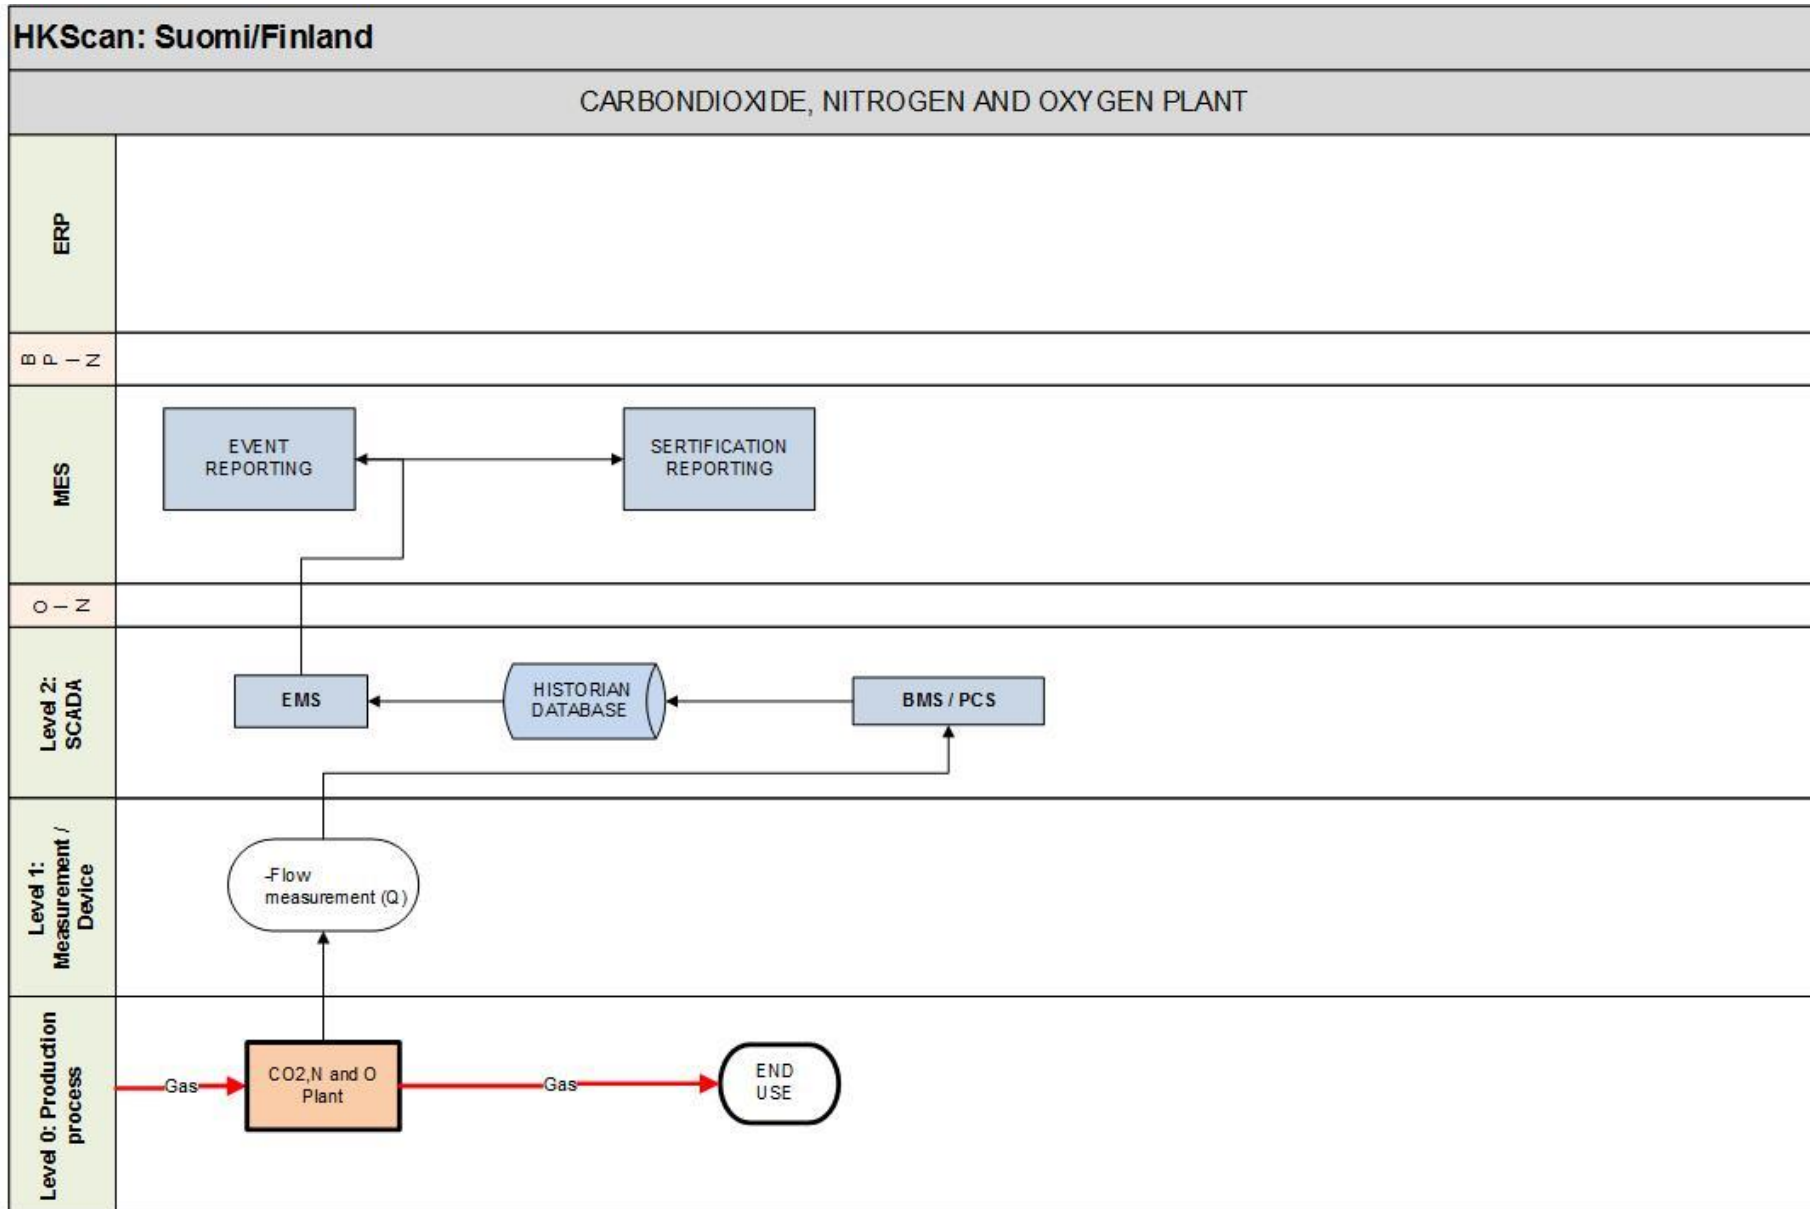 HKScan: Suomi/Finland
CARBONDIOXIDE, NITROGEN AND OXYGEN PLANT
ERP
BPIN
MES
EVENT
REPORTING
SERTIFICATION
REPORTING
OIN
Level 2:
SCADA
EMS
HISTORIAN
DATABASE
BMS / PCS
Level 1:
Measurement /
Device
-Flow
measurement (Q)
Level 0: Production
process
Gas
CO2,N and O
Plant
Gas
END
USE